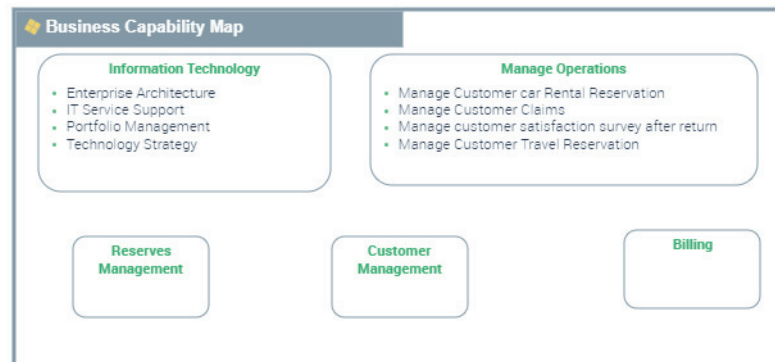 Business Capability Map
Information Technology
Enterprise Architecture
IT Service Support
Portfolio Management
Technology Strategy
Manage Operations
Manage Customer car Rental Reservation
Manage Customer Claims
Manage customer satisfaction survey after return
Manage Customer Travel Reservation
Reserves
Management
Customer
Management
Billing